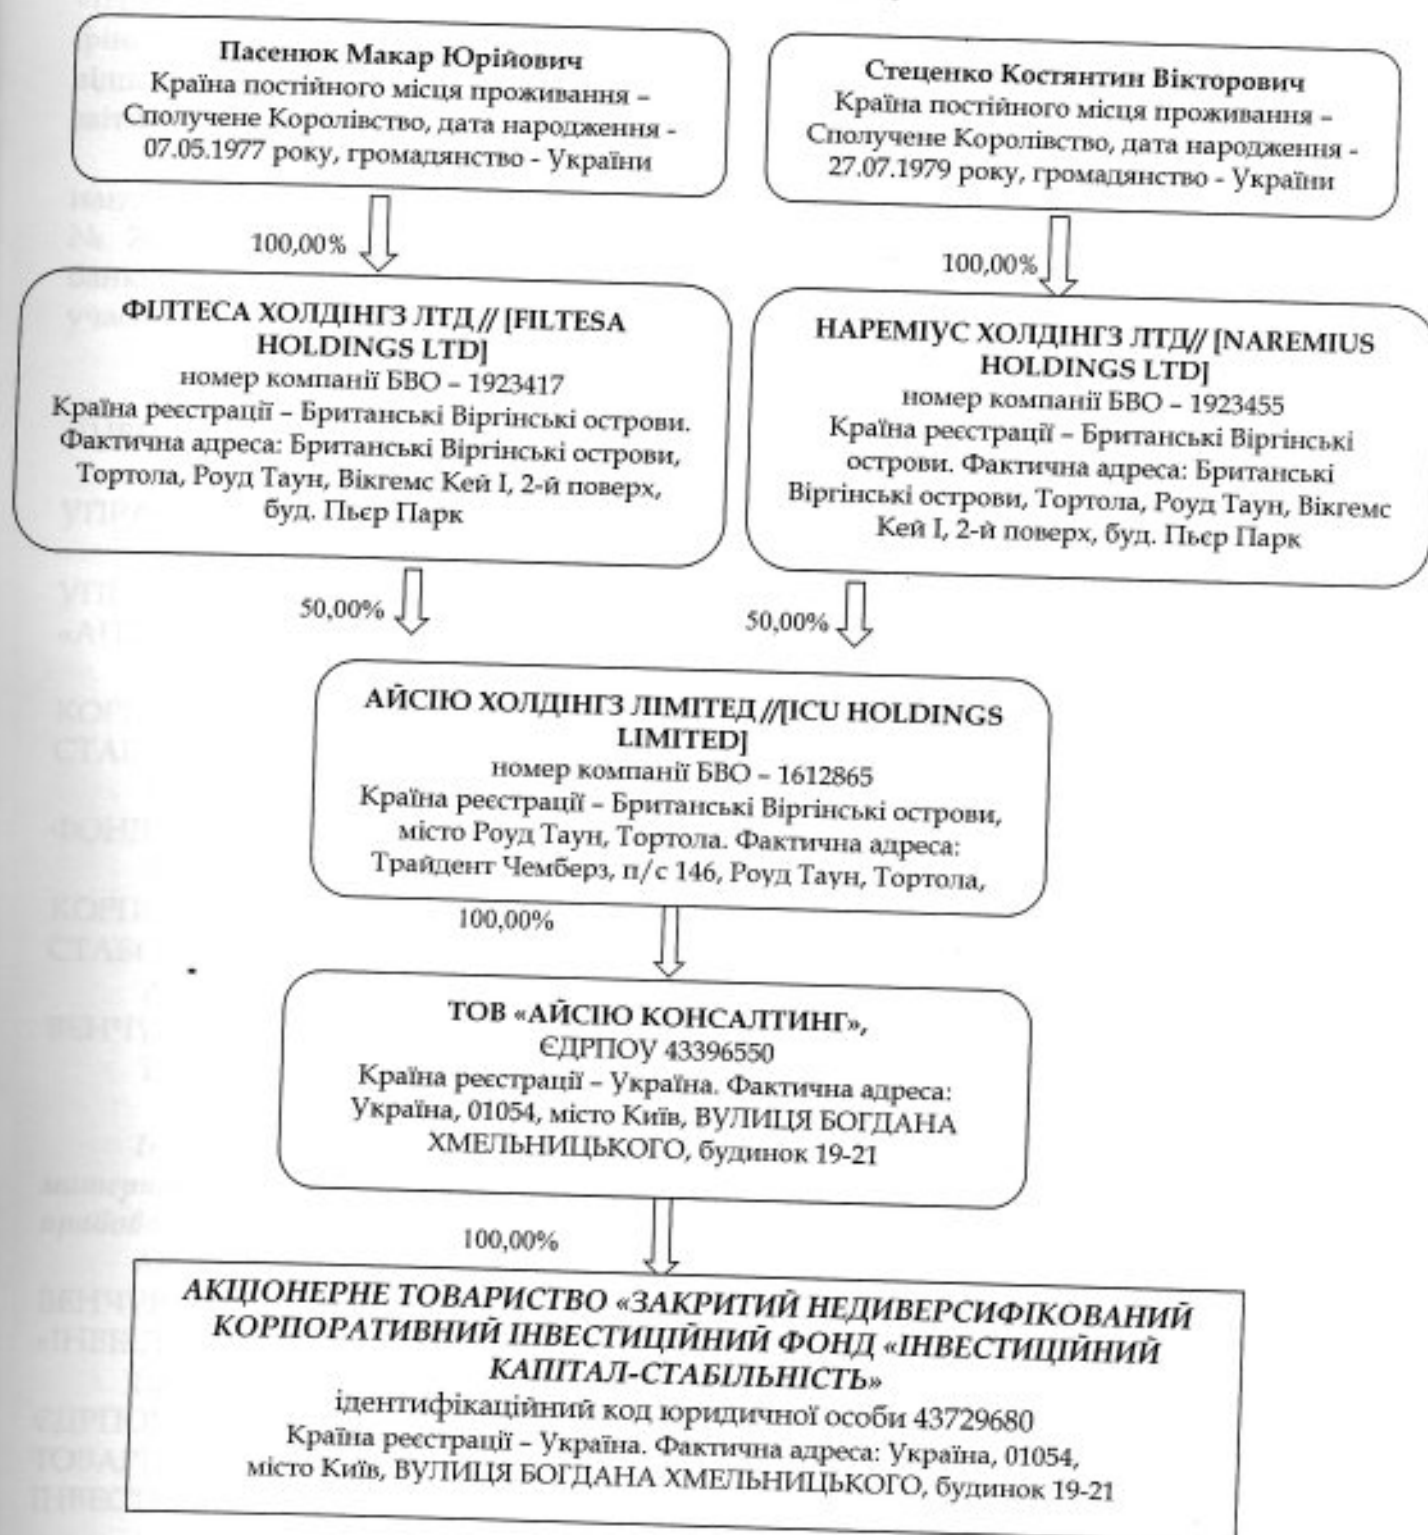 Пасенюк Макар Юрійович
Країна постійного місця проживання –
Сполучене Королівство, дата народження -
07.05.1977 року, громадянство - України
Стеценко Костянтин Вікторович
Країна постійного місця проживання –
Сполучене Королівство, дата народження -
27.07.1979 року, громадянство - України
100,00%
100,00%
ФІЛТЕСА ХОЛДІНГЗ ЛТД // [FILTESA
HOLDINGS LTD]
номер компанії БВО – 1923417
Країна реєстрації – Британські Віргінські острови.
Фактична адреса: Британські Віргінські острови,
Тортола, Роуд Таун, Вікгемс Кей І, 2-й поверх,
буд. Пьєр Парк
НАРЕМІУС ХОЛДІНГЗ ЛТД// [NAREMIUS
HOLDINGS LTD]
номер компанії БВО – 1923455
Країна реєстрації – Британські Віргінські
острови. Фактична адреса: Британські
Віргінські острови, Тортола, Роуд Таун, Вікгемс
Кей І, 2-й поверх, буд. Пьєр Парк
50,00%
50,00%
АЙСІЮ ХОЛДІНГЗ ЛІМІТЕД //[ICU HOLDINGS
LIMITED]
номер компанії БВО – 1612865
Країна реєстрації – Британські Віргінські острови,
місто Роуд Таун, Тортола. Фактична адреса:
Трайдент Чемберз, п/с 146, Роуд Таун, Тортола,
100,00%
ТОВ «АЙСІЮ КОНСАЛТИНГ»,
ЄДРПОУ 43396550
Країна реєстрації – Україна. Фактична адреса:
Україна, 01054, місто Київ, ВУЛИЦЯ БОГДАНА
ХМЕЛЬНИЦЬКОГО, будинок 19-21
100,00%
АКЦІОНЕРНЕ ТОВАРИСТВО «ЗАКРИТИЙ НЕДИВЕРСИФІКОВАНИЙ
КОРПОРАТИВНИЙ ІНВЕСТИЦІЙНИЙ ФОНД «ІНВЕСТИЦІЙНИЙ
КАПІТАЛ-СТАБІЛЬНІСТЬ»
ідентифікаційний код юридичної особи 43729680
Країна реєстрації – Україна. Фактична адреса: Україна, 01054,
місто Київ, ВУЛИЦЯ БОГДАНА ХМЕЛЬНИЦЬКОГО, будинок 19-21